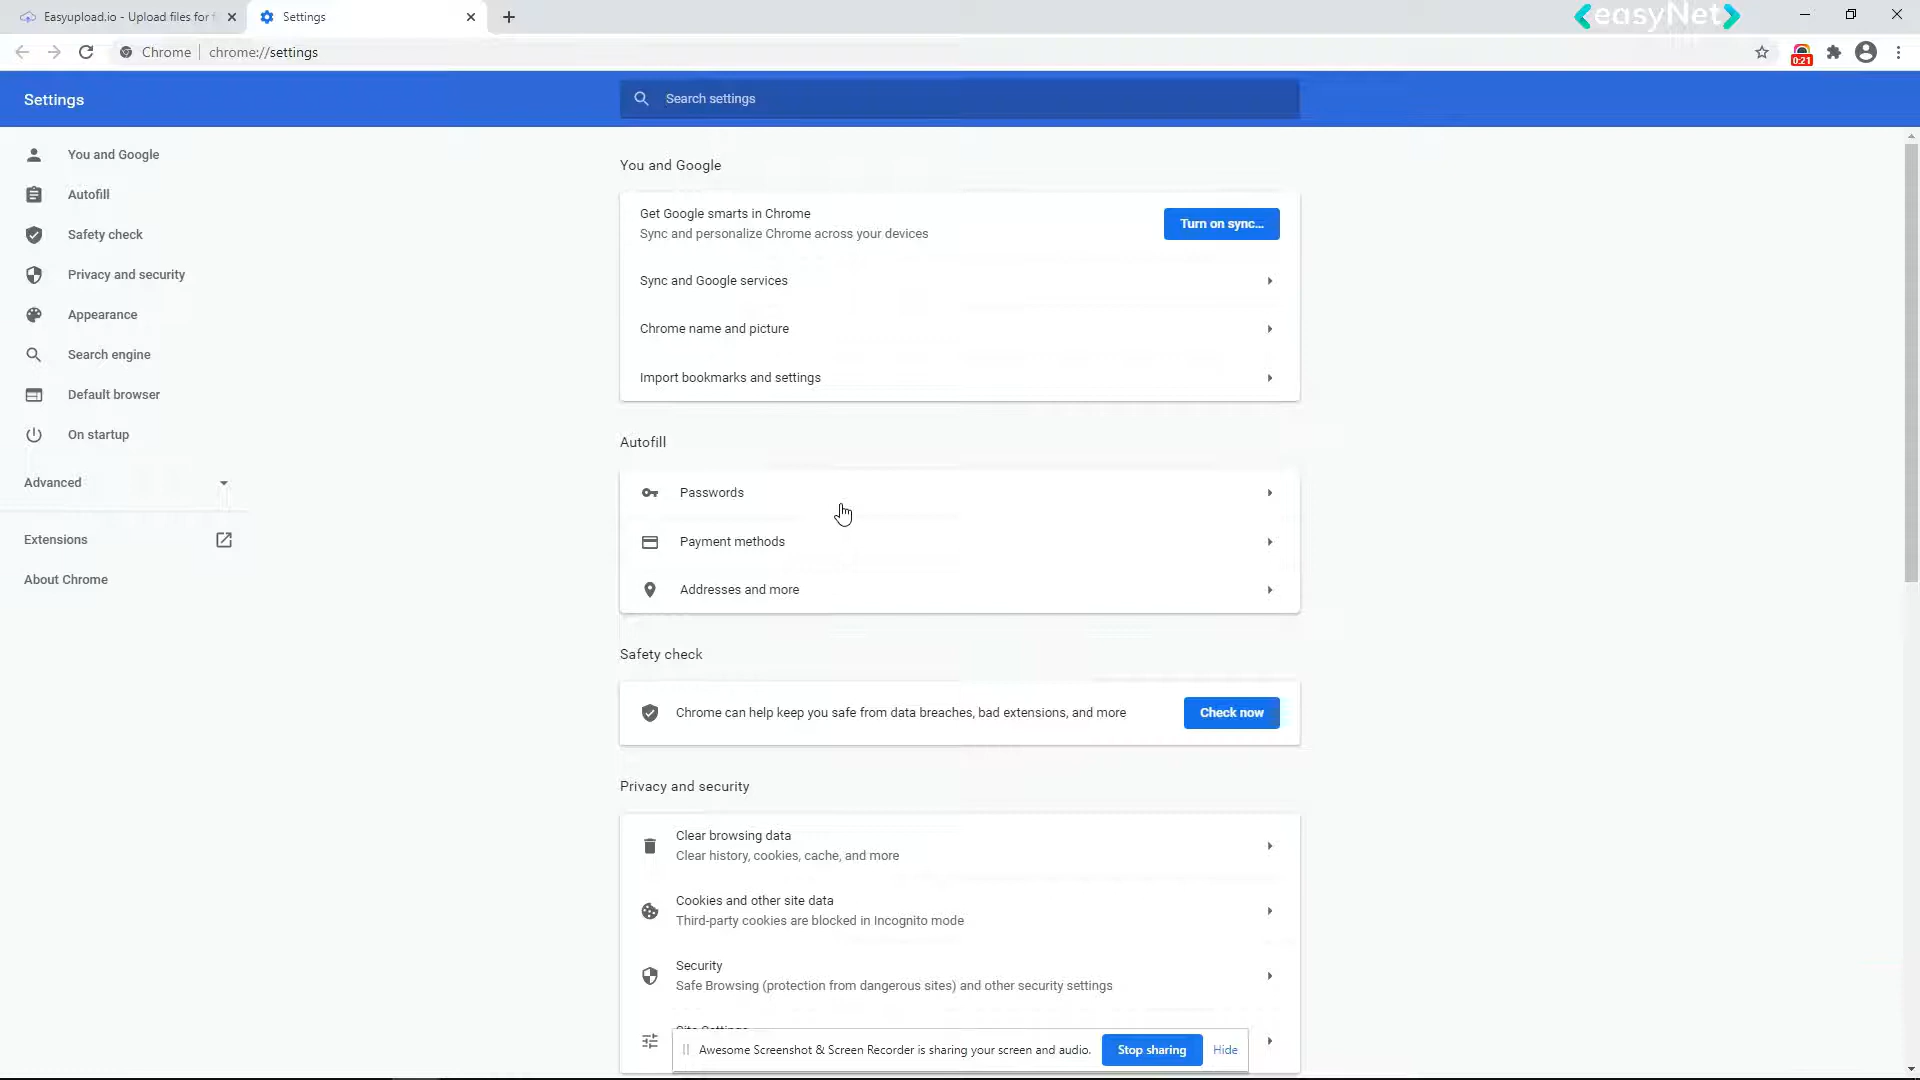 Easyupload.io - Upload files for f
Settings
easyNet
Chrome
chrome://settings
0:21
Settings
Search settings
You and Google
Autofill
Safety check
Privacy and security
Appearance
Search engine
Default browser
On startup
Advanced
Extensions
About Chrome
You and Google
Get Google smarts in Chrome
Sync and personalize Chrome across your devices
Turn on sync...
Sync and Google services
Chrome name and picture
Import bookmarks and settings
Autofill
Passwords
Payment methods
Addresses and more
Safety check
Chrome can help keep you safe from data breaches, bad extensions, and more
Check now
Privacy and security
Clear browsing data
Clear history, cookies, cache, and more
Cookies and other site data
Third-party cookies are blocked in Incognito mode
Security
Safe Browsing (protection from dangerous sites) and other security settings
Awesome Screenshot & Screen Recorder is sharing your screen and audio.
Stop sharing
Hide